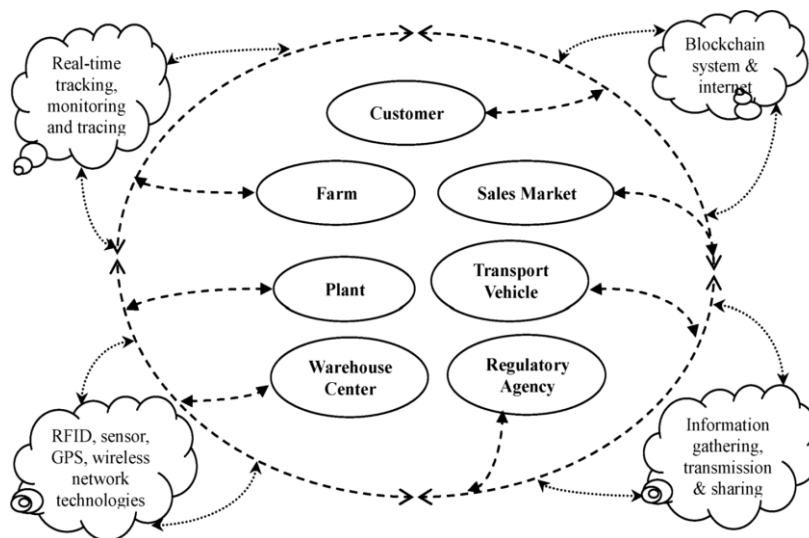 Real-time
tracking,
monitoring
and tracing
Blockchain
system &
internet
Customer
Farm
Sales Market
Plant
Transport
Vehicle
Warehouse
Center
Regulatory
Agency
RFID, sensor,
GPS, wireless
network
technologies
Information
gathering,
transmission
& sharing